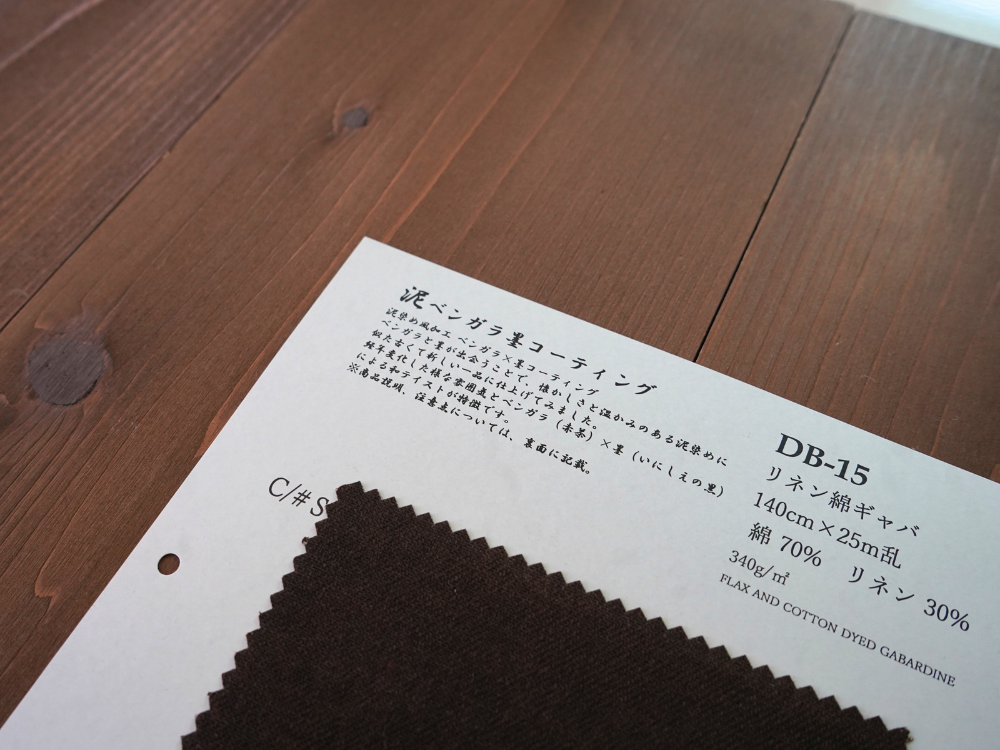 泥ベンガラ墨コーティング
泥染め風加工 ベンガラ×墨コーティング
ベンガラと墨が出会うことで、懐かしさと温かみのある泥染めに
似た古くて新しい一品に仕上げてみました。
経年変化した様な雰囲気とベンガラ（赤茶）×墨（いにしえの黒）
による和テイストが特徴です。
※商品説明、注意点については、裏面に記載。
DB-15
リネン綿ギャバ
140cm×25m乱
綿 70%　リネン 30%
340g/㎡
FLAX AND COTTON DYED GABARDINE
C/# S